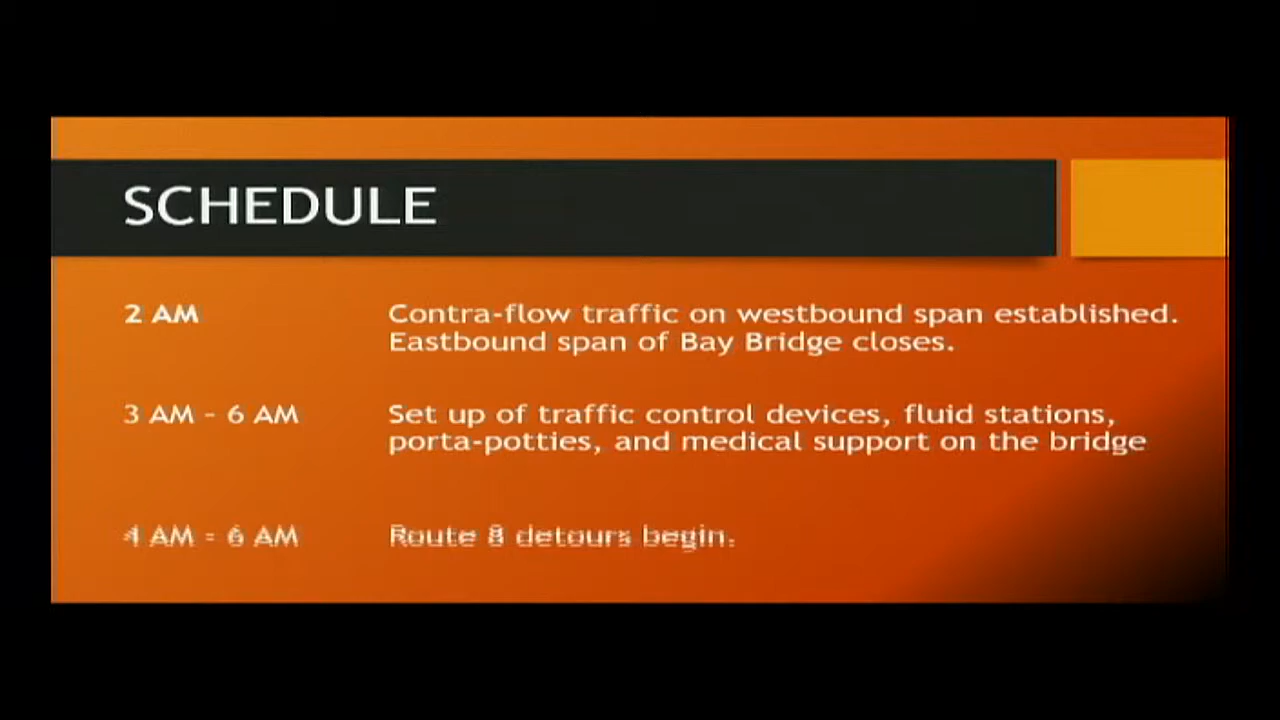 SCHEDULE
2 AM Contra-flow traffic on westbound span established.
Eastbound span of Bay Bridge closes.
3 AM - 6 AM Set up of traffic control devices, fluid stations,
porta-potties, and medical support on the bridge
4 AM - 6 AM Route 8 detours begin.